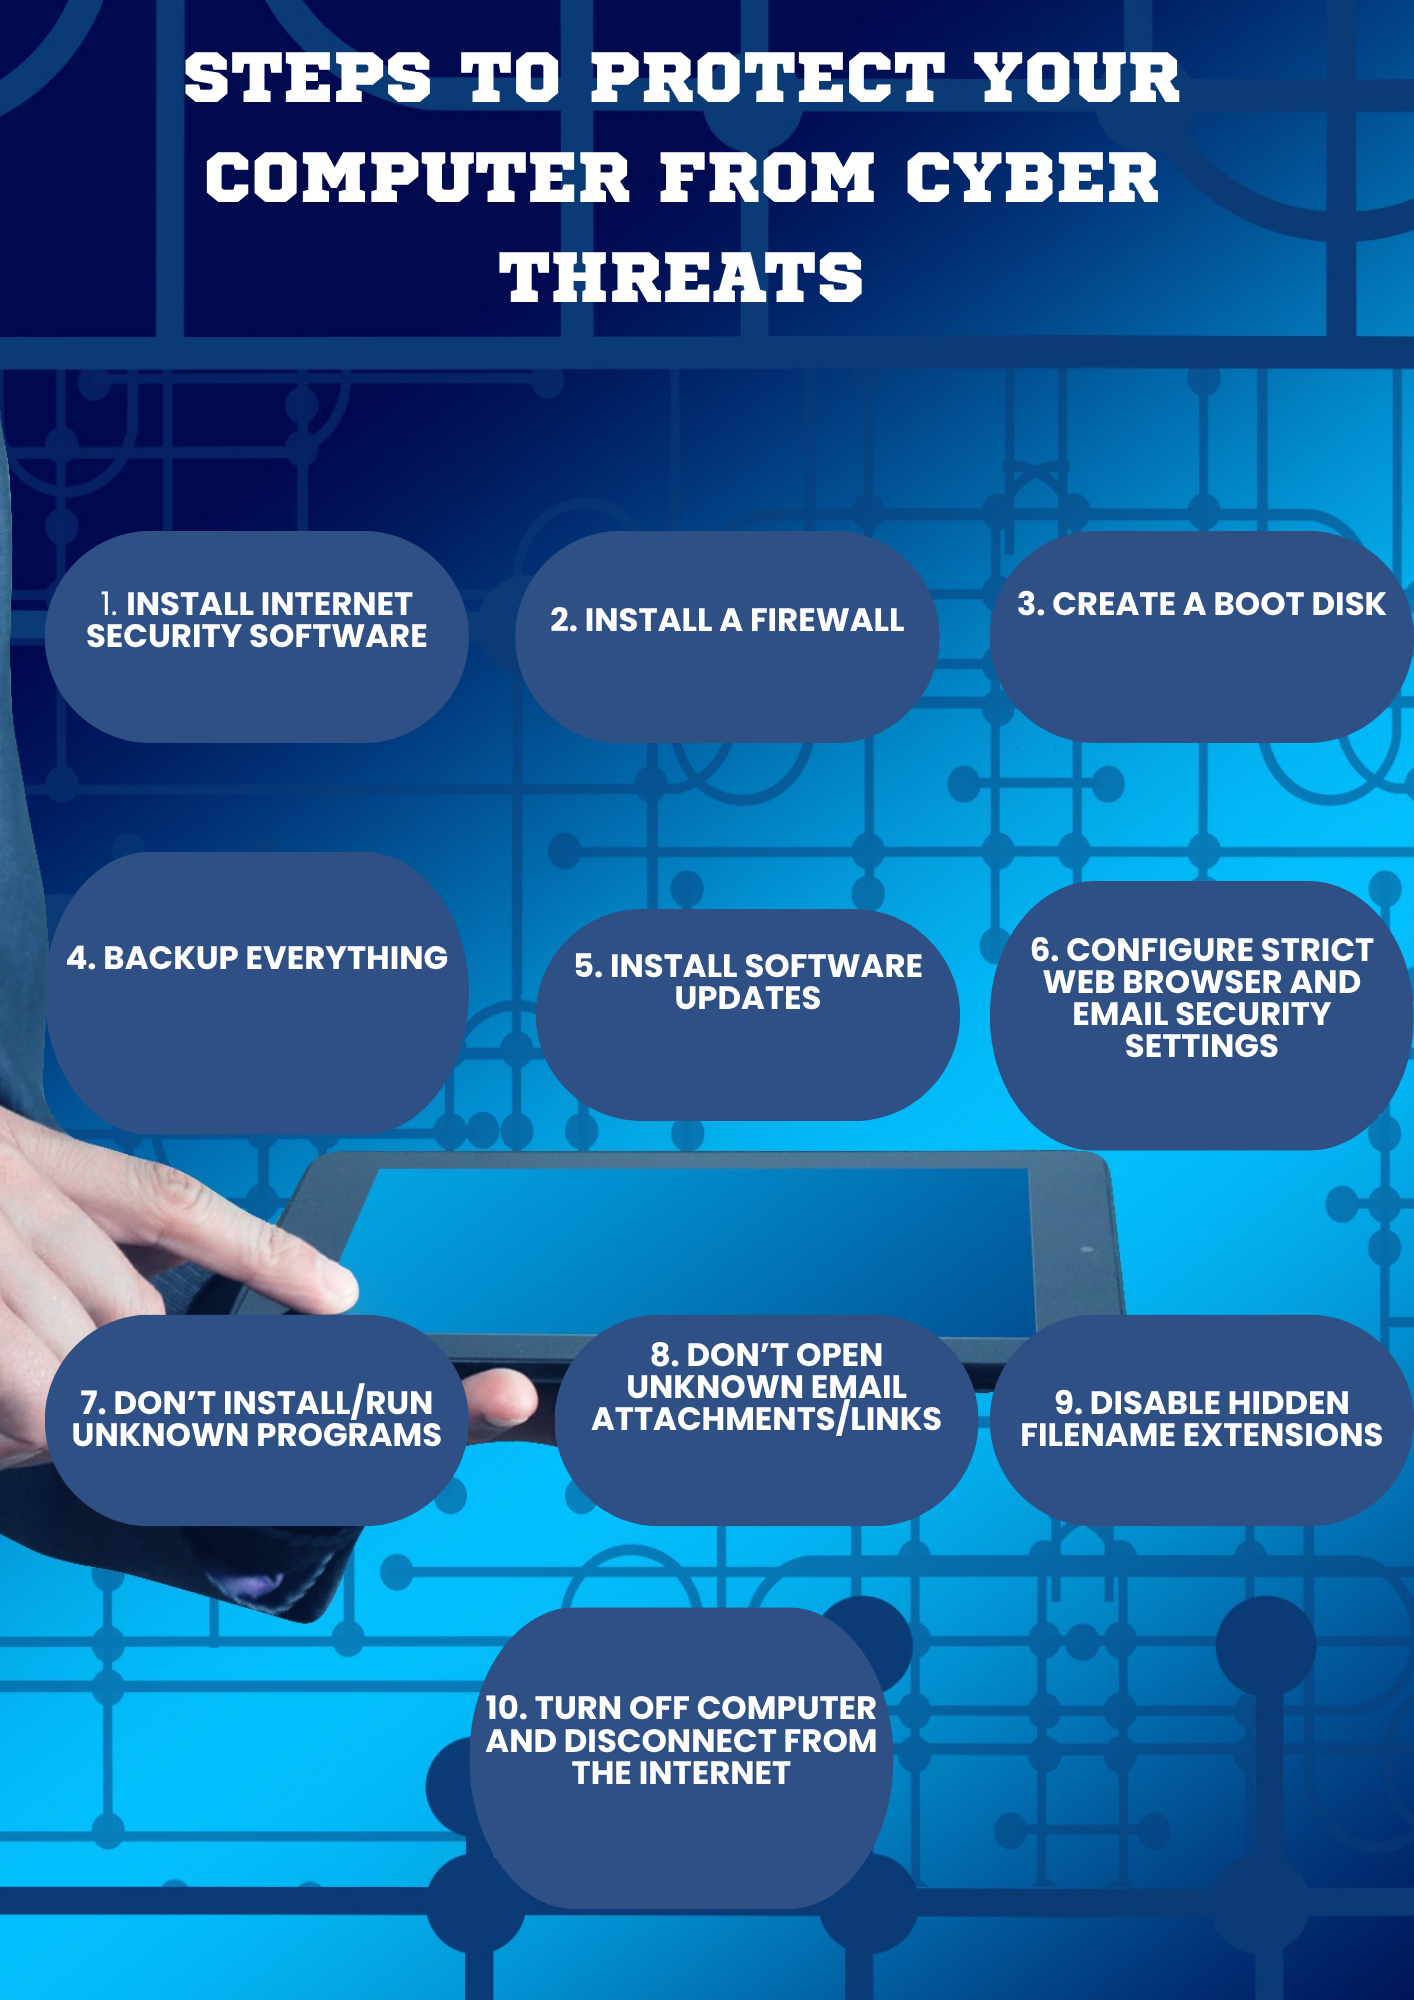 STEPS TO PROTECT YOUR
COMPUTER FROM CYBER
THREATS
1. INSTALL INTERNET
SECURITY SOFTWARE
2. INSTALL A FIREWALL
3. CREATE A BOOT DISK
4. BACKUP EVERYTHING
5. INSTALL SOFTWARE
UPDATES
6. CONFIGURE STRICT
WEB BROWSER AND
EMAIL SECURITY
SETTINGS
7. DON’T INSTALL/RUN
UNKNOWN PROGRAMS
8. DON’T OPEN
UNKNOWN EMAIL
ATTACHMENTS/LINKS
9. DISABLE HIDDEN
FILENAME EXTENSIONS
10. TURN OFF COMPUTER
AND DISCONNECT FROM
THE INTERNET